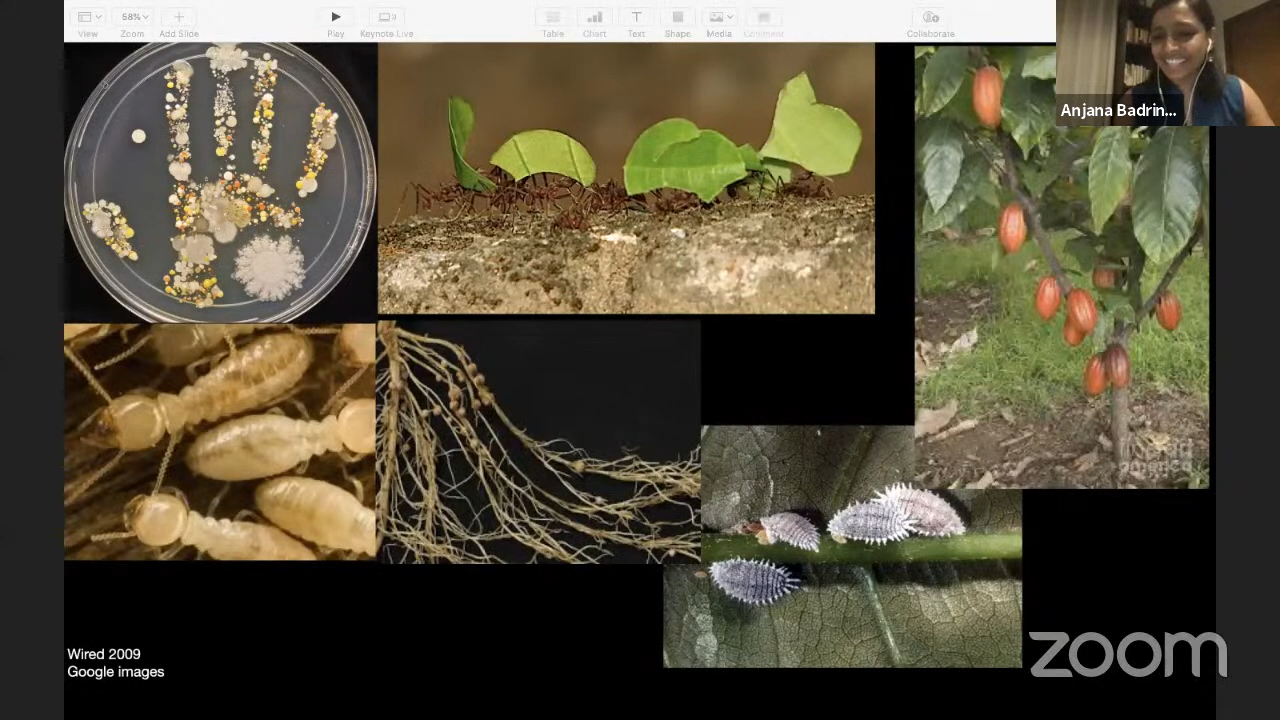 View
58%
Zoom
Add Slide
Play
Keynote Live
Table
Chart
Text
Shape
Media
Comment
Collaborate
Anjana Badrin...
Wired 2009
Google images
zoom